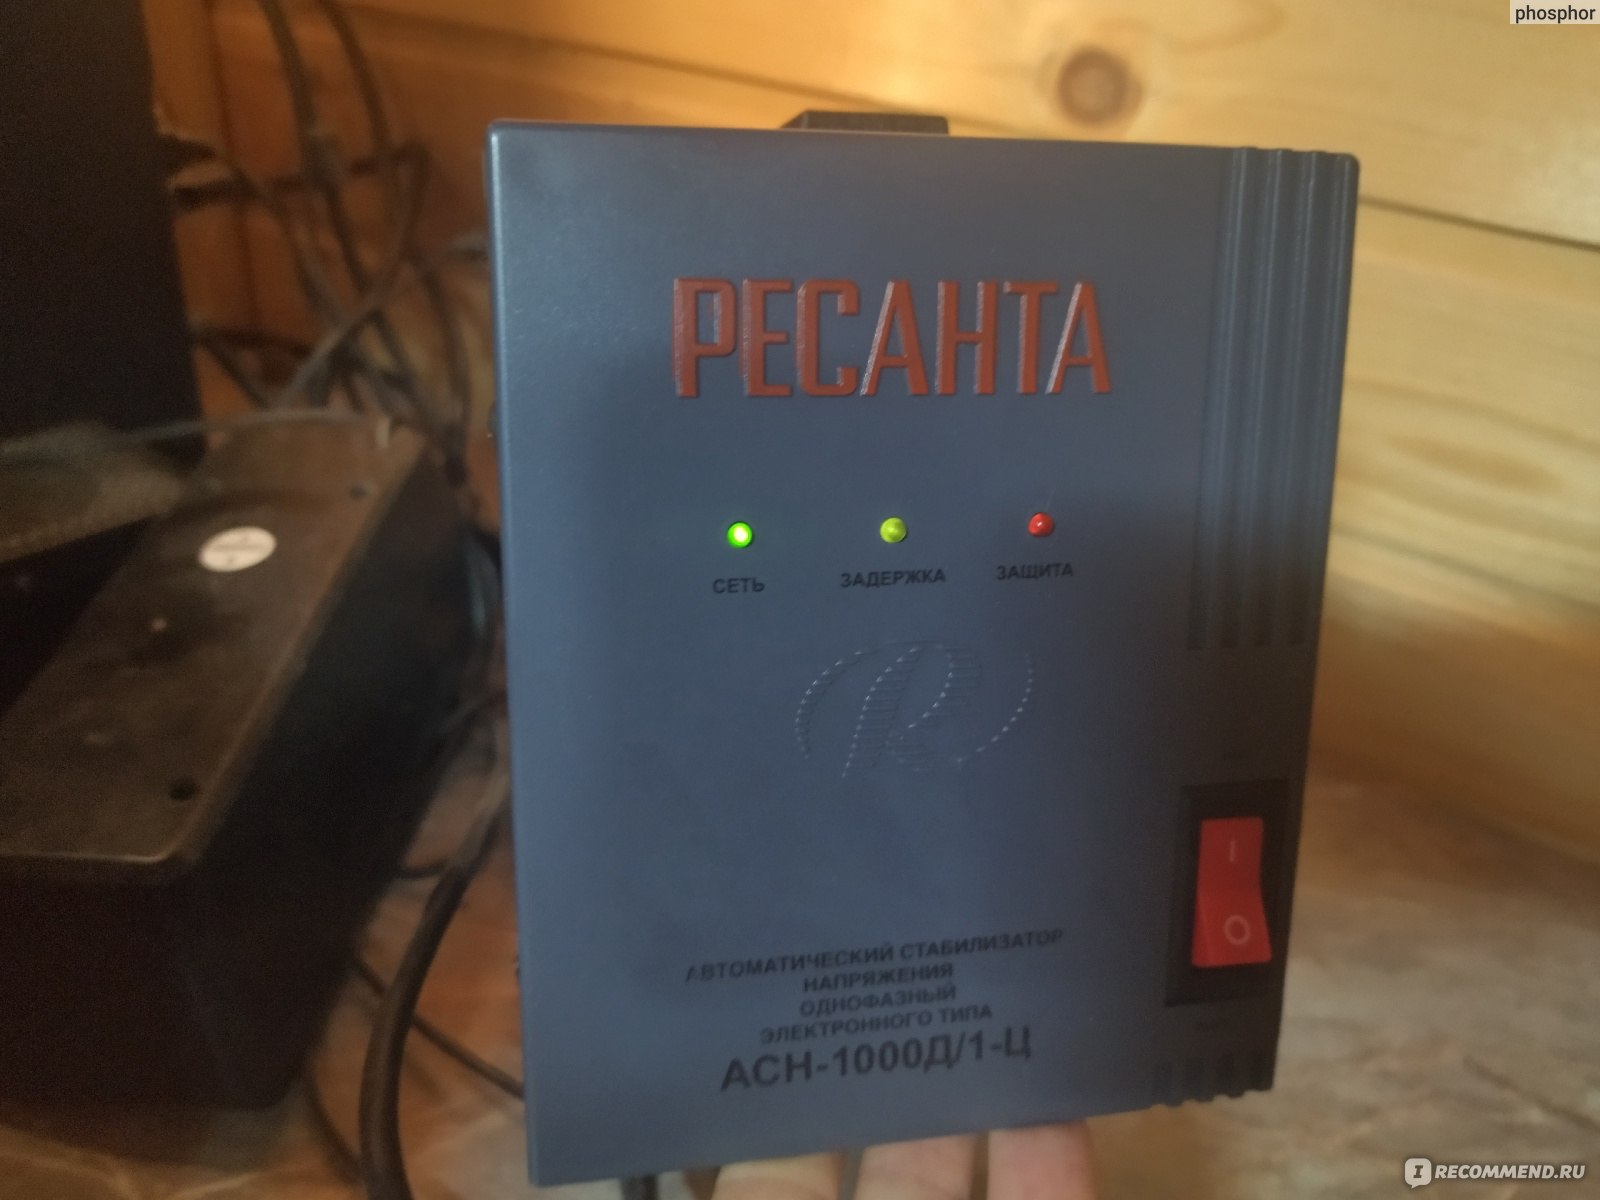 phosphor
РЕСАНТА
СЕТЬ ЗАДЕРЖКА ЗАЩИТА
АВТОМАТИЧЕСКИЙ СТАБИЛИЗАТОР
НАПРЯЖЕНИЯ
ОДНОФАЗНЫЙ
ЭЛЕКТРОННОГО ТИПА
АСН-1000Д/1-Ц
I RECOMMEND.RU